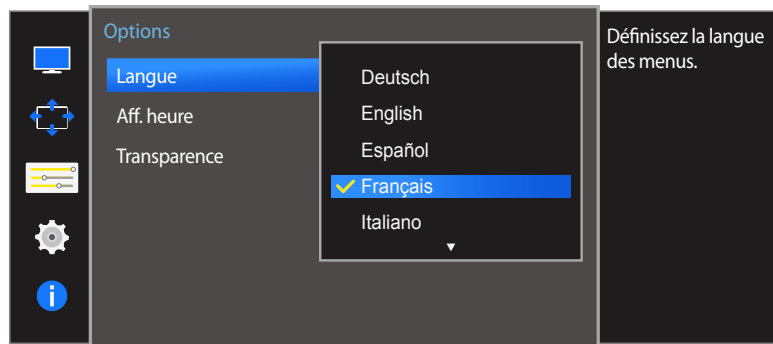 Options
Langue
Aff. heure
Transparence
Deutsch
English
Español
Français
Italiano
Définissez la langue
des menus.